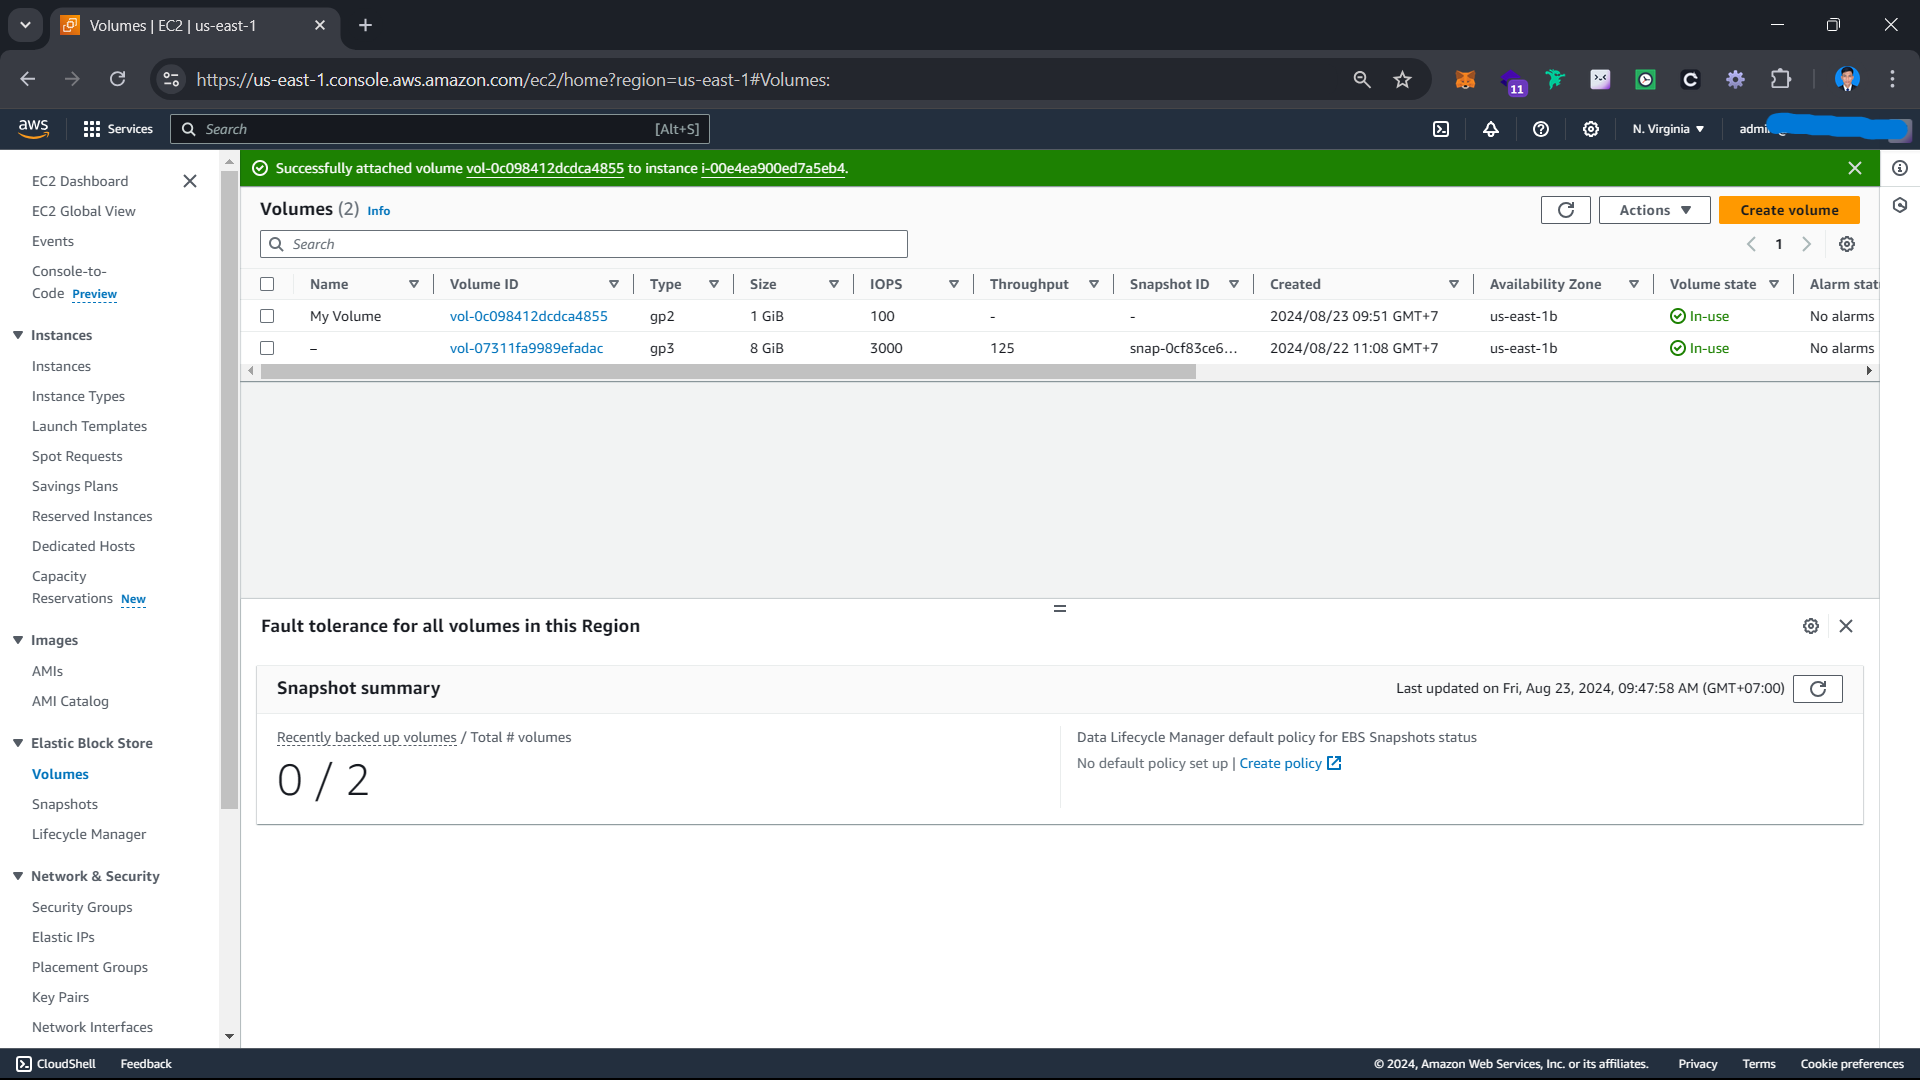 Volumes | EC2 | us-east-1
https://us-east-1.console.aws.amazon.com/ec2/home?region=us-east-1#Volumes:
11
aws
Services
Search
[Alt+S]
N. Virginia
EC2 Dashboard
EC2 Global View
Events
Console-to-
Code Preview
Instances
Instances
Instance Types
Launch Templates
Spot Requests
Savings Plans
Reserved Instances
Dedicated Hosts
Capacity
Reservations New
Images
AMIs
AMI Catalog
Elastic Block Store
Volumes
Snapshots
Lifecycle Manager
Network & Security
Security Groups
Elastic IPs
Placement Groups
Key Pairs
Network Interfaces
Successfully attached volume vol-0c098412dcdca4855 to instance i-00e4ea900ed7a5eb4.
Volumes (2) Info
Actions
Create volume
Search
1
Name Volume ID Type Size IOPS Throughput Snapshot ID Created Availability Zone Volume state Alarm stat
My Volume vol-0c098412dcdca4855 gp2 1 GiB 100 - - 2024/08/23 09:51 GMT+7 us-east-1b In-use No alarms
– vol-07311fa9989efadac gp3 8 GiB 3000 125 snap-0cf83ce6... 2024/08/22 11:08 GMT+7 us-east-1b In-use No alarms
Fault tolerance for all volumes in this Region
Snapshot summary
Last updated on Fri, Aug 23, 2024, 09:47:58 AM (GMT+07:00)
Recently backed up volumes / Total # volumes
0 / 2
Data Lifecycle Manager default policy for EBS Snapshots status
No default policy set up | Create policy
CloudShell
Feedback
© 2024, Amazon Web Services, Inc. or its affiliates.
Privacy
Terms
Cookie preferences